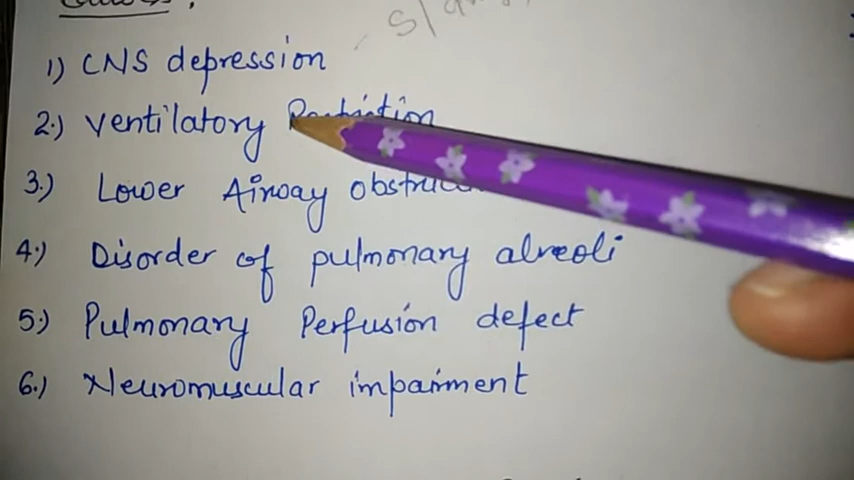 1) CNS depression
2.) Ventilatory Restriction
3.) Lower Airway
4.) Disorder of pulmonary alveoli
5.) Pulmonary Perfusion defect
6.) Neuromuscular impairment